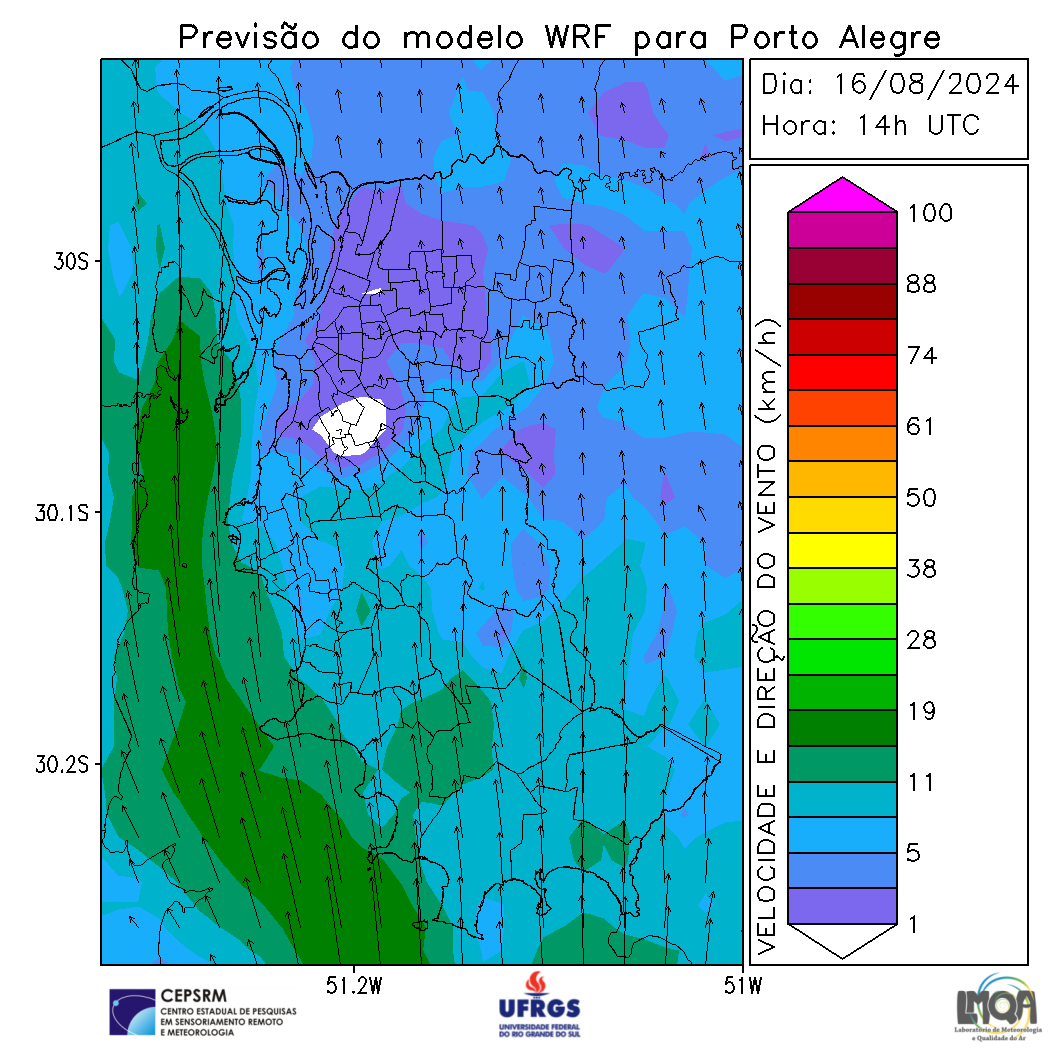 Previsão do modelo WRF para Porto Alegre
Dia: 16/08/2024
Hora: 14h UTC
100
88
74
61
50
38
28
19
11
5
1
VELOCIDADE E DIREÇÃO DO VENTO (km/h)
30S
30.1S
30.2S
51.2W
51W
CEPSRM
CENTRO ESTADUAL DE PESQUISAS
EM SENSORIAMENTO REMOTO
E METEOROLOGIA
UFRGS
UNIVERSIDADE FEDERAL
DO RIO GRANDE DO SUL
LMQA
Laboratório de Meteorologia
e Qualidade do Ar